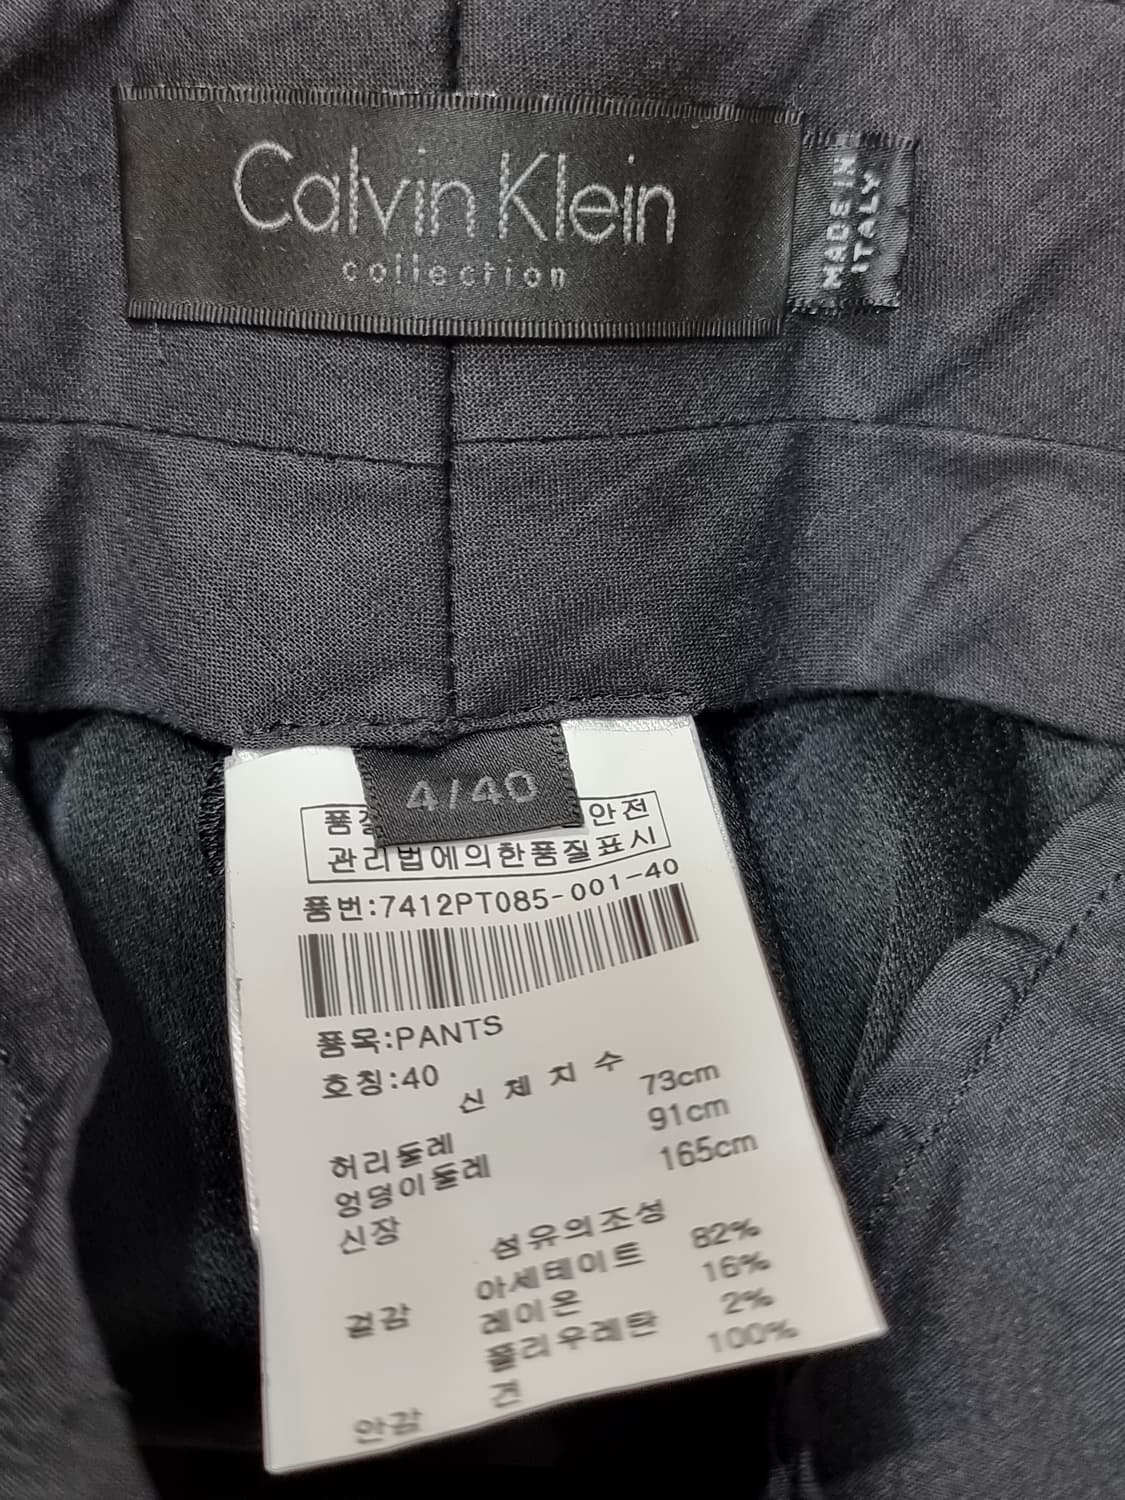 Calvin Klein
collection
MADE IN
ITALY
4/40
품 안전
관리법에의한품질표시
품번:7412PT085-001-40
품목:PANTS
호칭:40
신 체 치 수
허리둘레 73cm
엉덩이둘레 91cm
신장 165cm
섬유의조성
겉감 아세테이트 82%
레이온 16%
폴리우레탄 2%
안감 견 100%